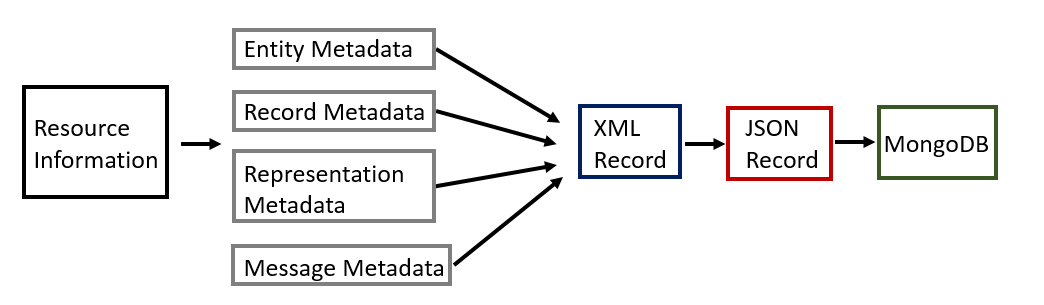 Resource
Information
Entity Metadata
Record Metadata
Representation
Metadata
Message Metadata
XML
Record
JSON
Record
MongoDB